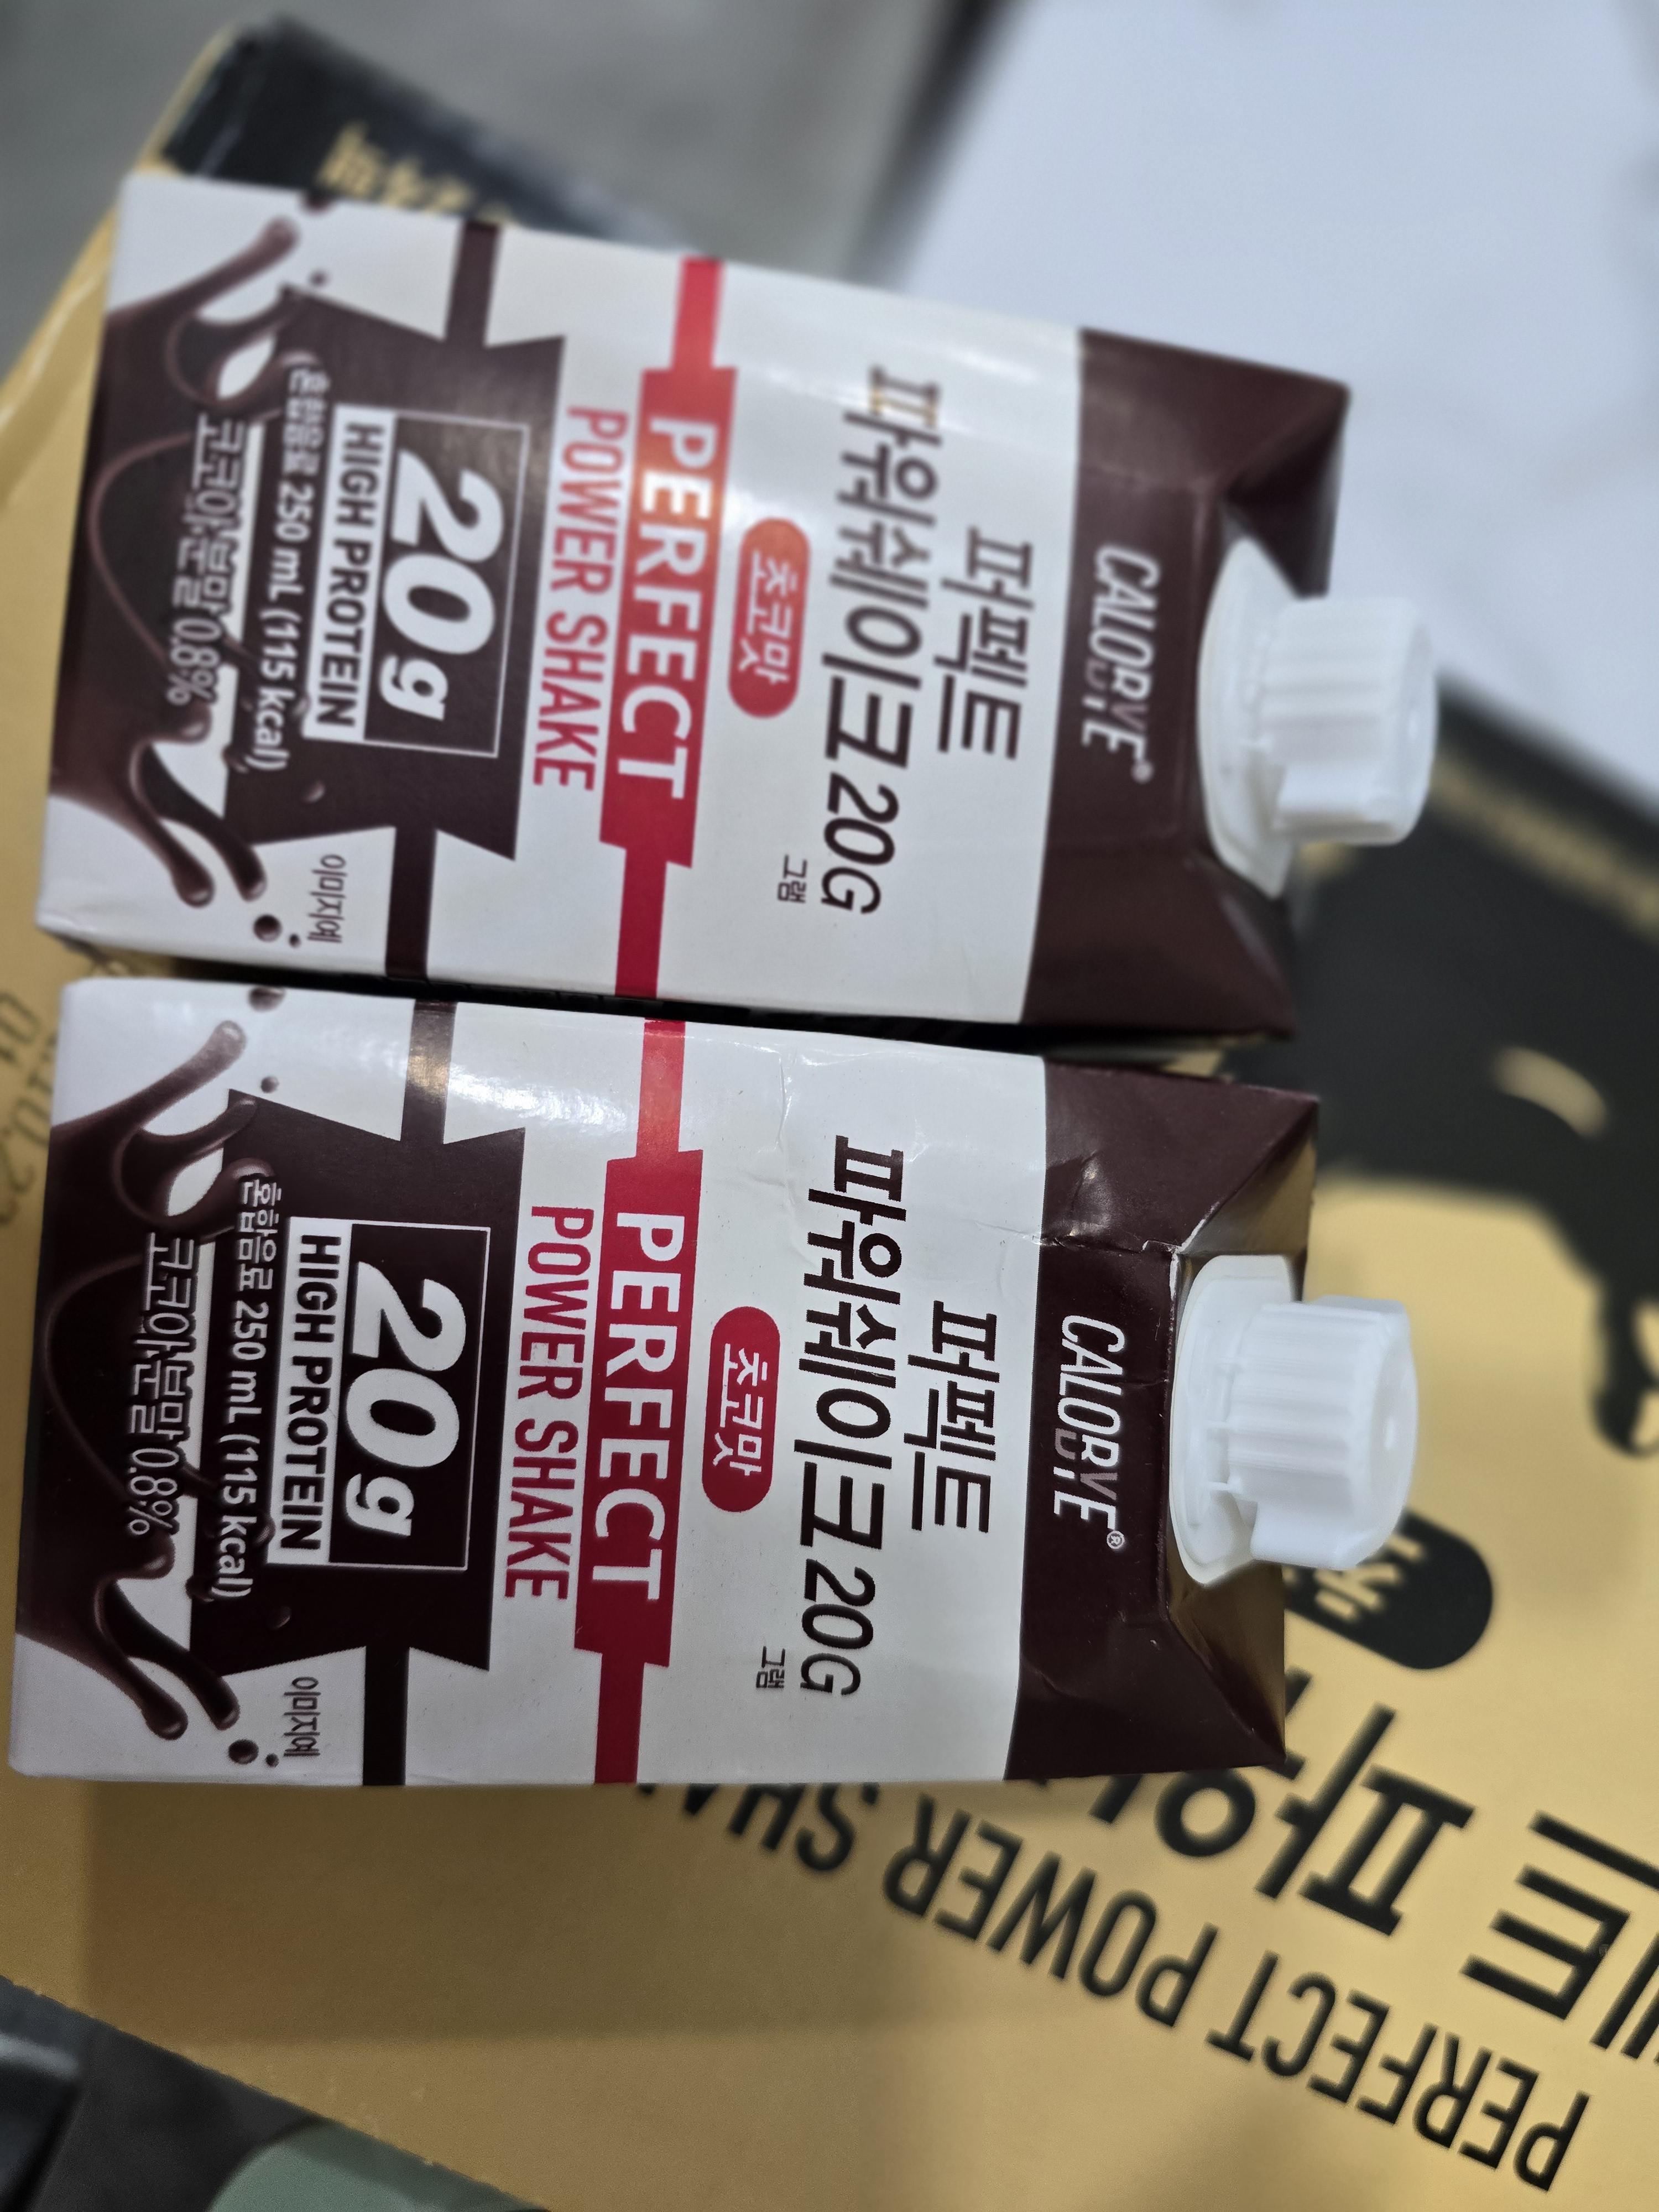 CALOBYE®
퍼펙트
파워쉐이크 20G
그램
초코맛
PERFECT
POWER SHAKE
20g
HIGH PROTEIN
혼합음료 250 mL (115 kcal)
코코아분말 0.8%
이미지예
CALOBYE®
퍼펙트
파워쉐이크 20G
그램
초코맛
PERFECT
POWER SHAKE
20g
HIGH PROTEIN
혼합음료 250 mL (115 kcal)
코코아분말 0.8%
이미지예
PERFECT POWER SHA